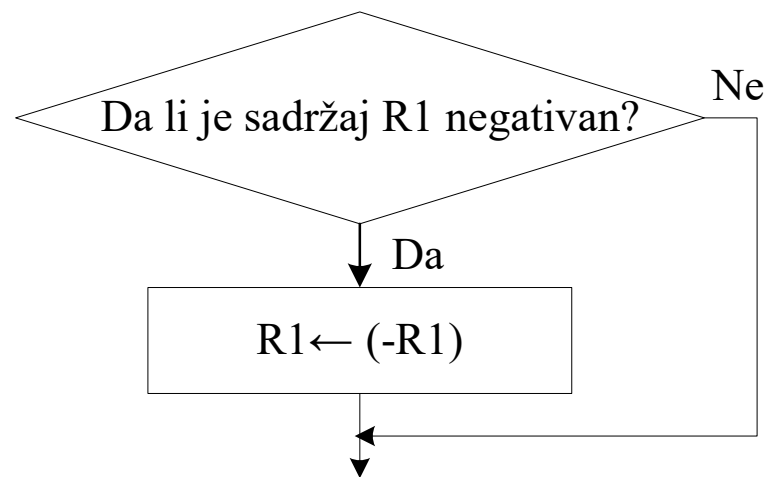 Ne
Da li je sadržaj R1 negativan?
Da
R1← (-R1)